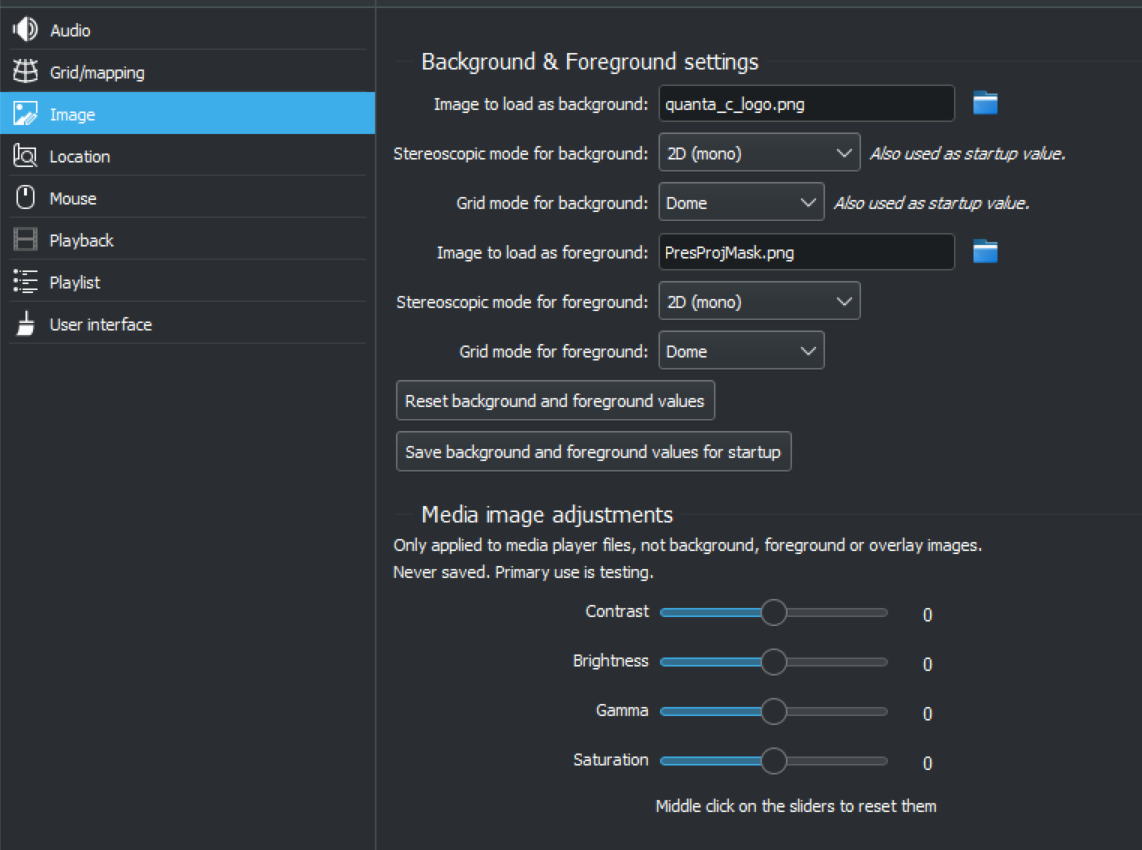 Audio
Grid/mapping
Image
Location
Mouse
Playback
Playlist
User interface
Background & Foreground settings
Image to load as background: quanta_c_logo.png
Stereoscopic mode for background: 2D (mono) Also used as startup value.
Grid mode for background: Dome Also used as startup value.
Image to load as foreground: PresProjMask.png
Stereoscopic mode for foreground: 2D (mono)
Grid mode for foreground: Dome
Reset background and foreground values
Save background and foreground values for startup
Media image adjustments
Only applied to media player files, not background, foreground or overlay images.
Never saved. Primary use is testing.
Contrast 0
Brightness 0
Gamma 0
Saturation 0
Middle click on the sliders to reset them